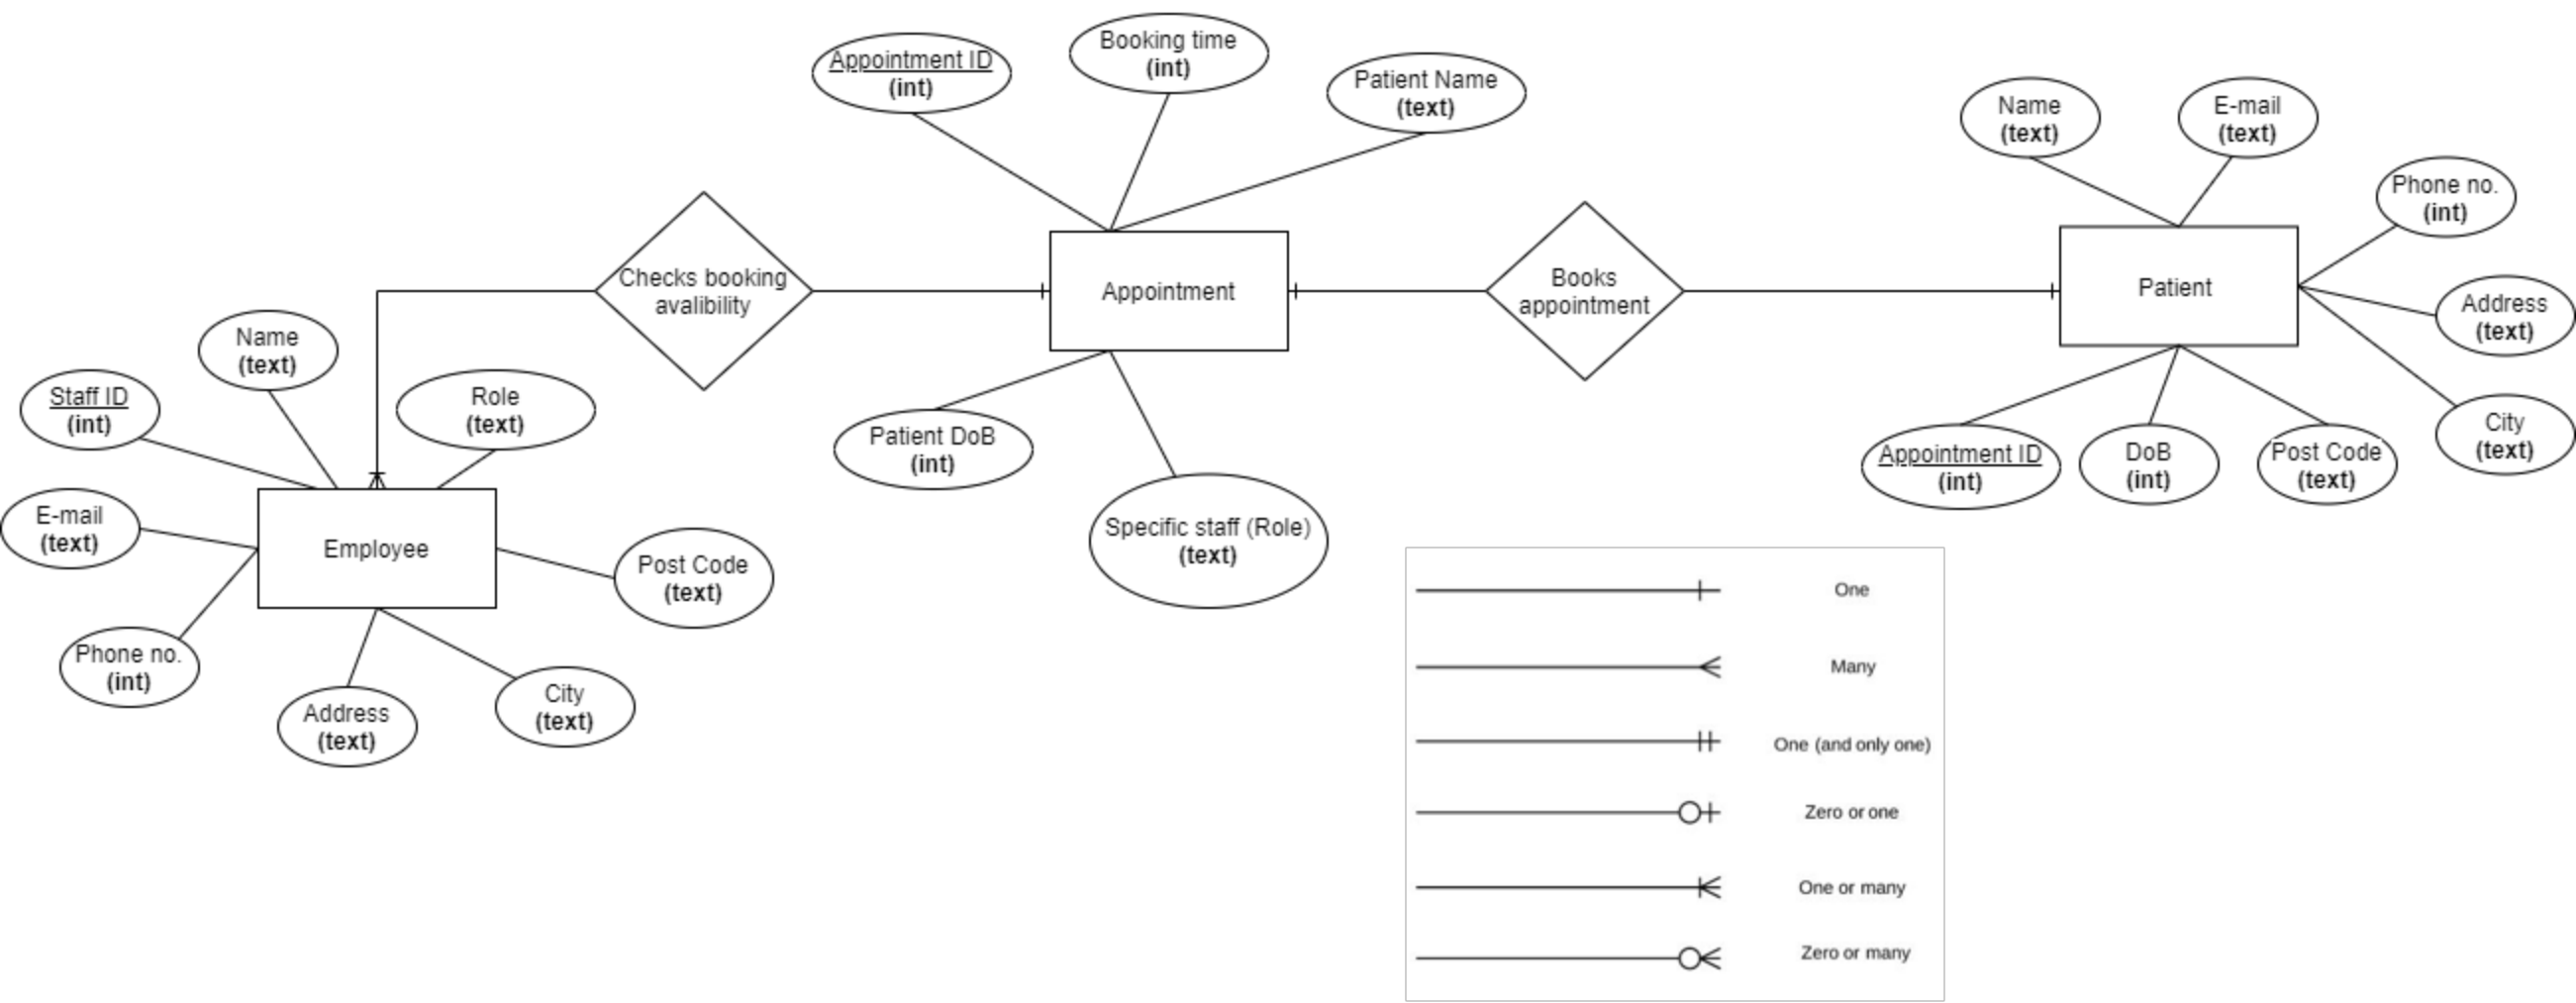 Appointment ID
(int)
Booking time
(int)
Patient Name
(text)
Name
(text)
E-mail
(text)
Phone no.
(int)
Checks booking
avalibility
Appointment
Books
appointment
Patient
Address
(text)
Name
(text)
Staff ID
(int)
Role
(text)
Patient DoB
(int)
Appointment ID
(int)
DoB
(int)
Post Code
(text)
City
(text)
E-mail
(text)
Employee
Post Code
(text)
Specific staff (Role)
(text)
Phone no.
(int)
Address
(text)
City
(text)
One
Many
One (and only one)
Zero or one
One or many
Zero or many